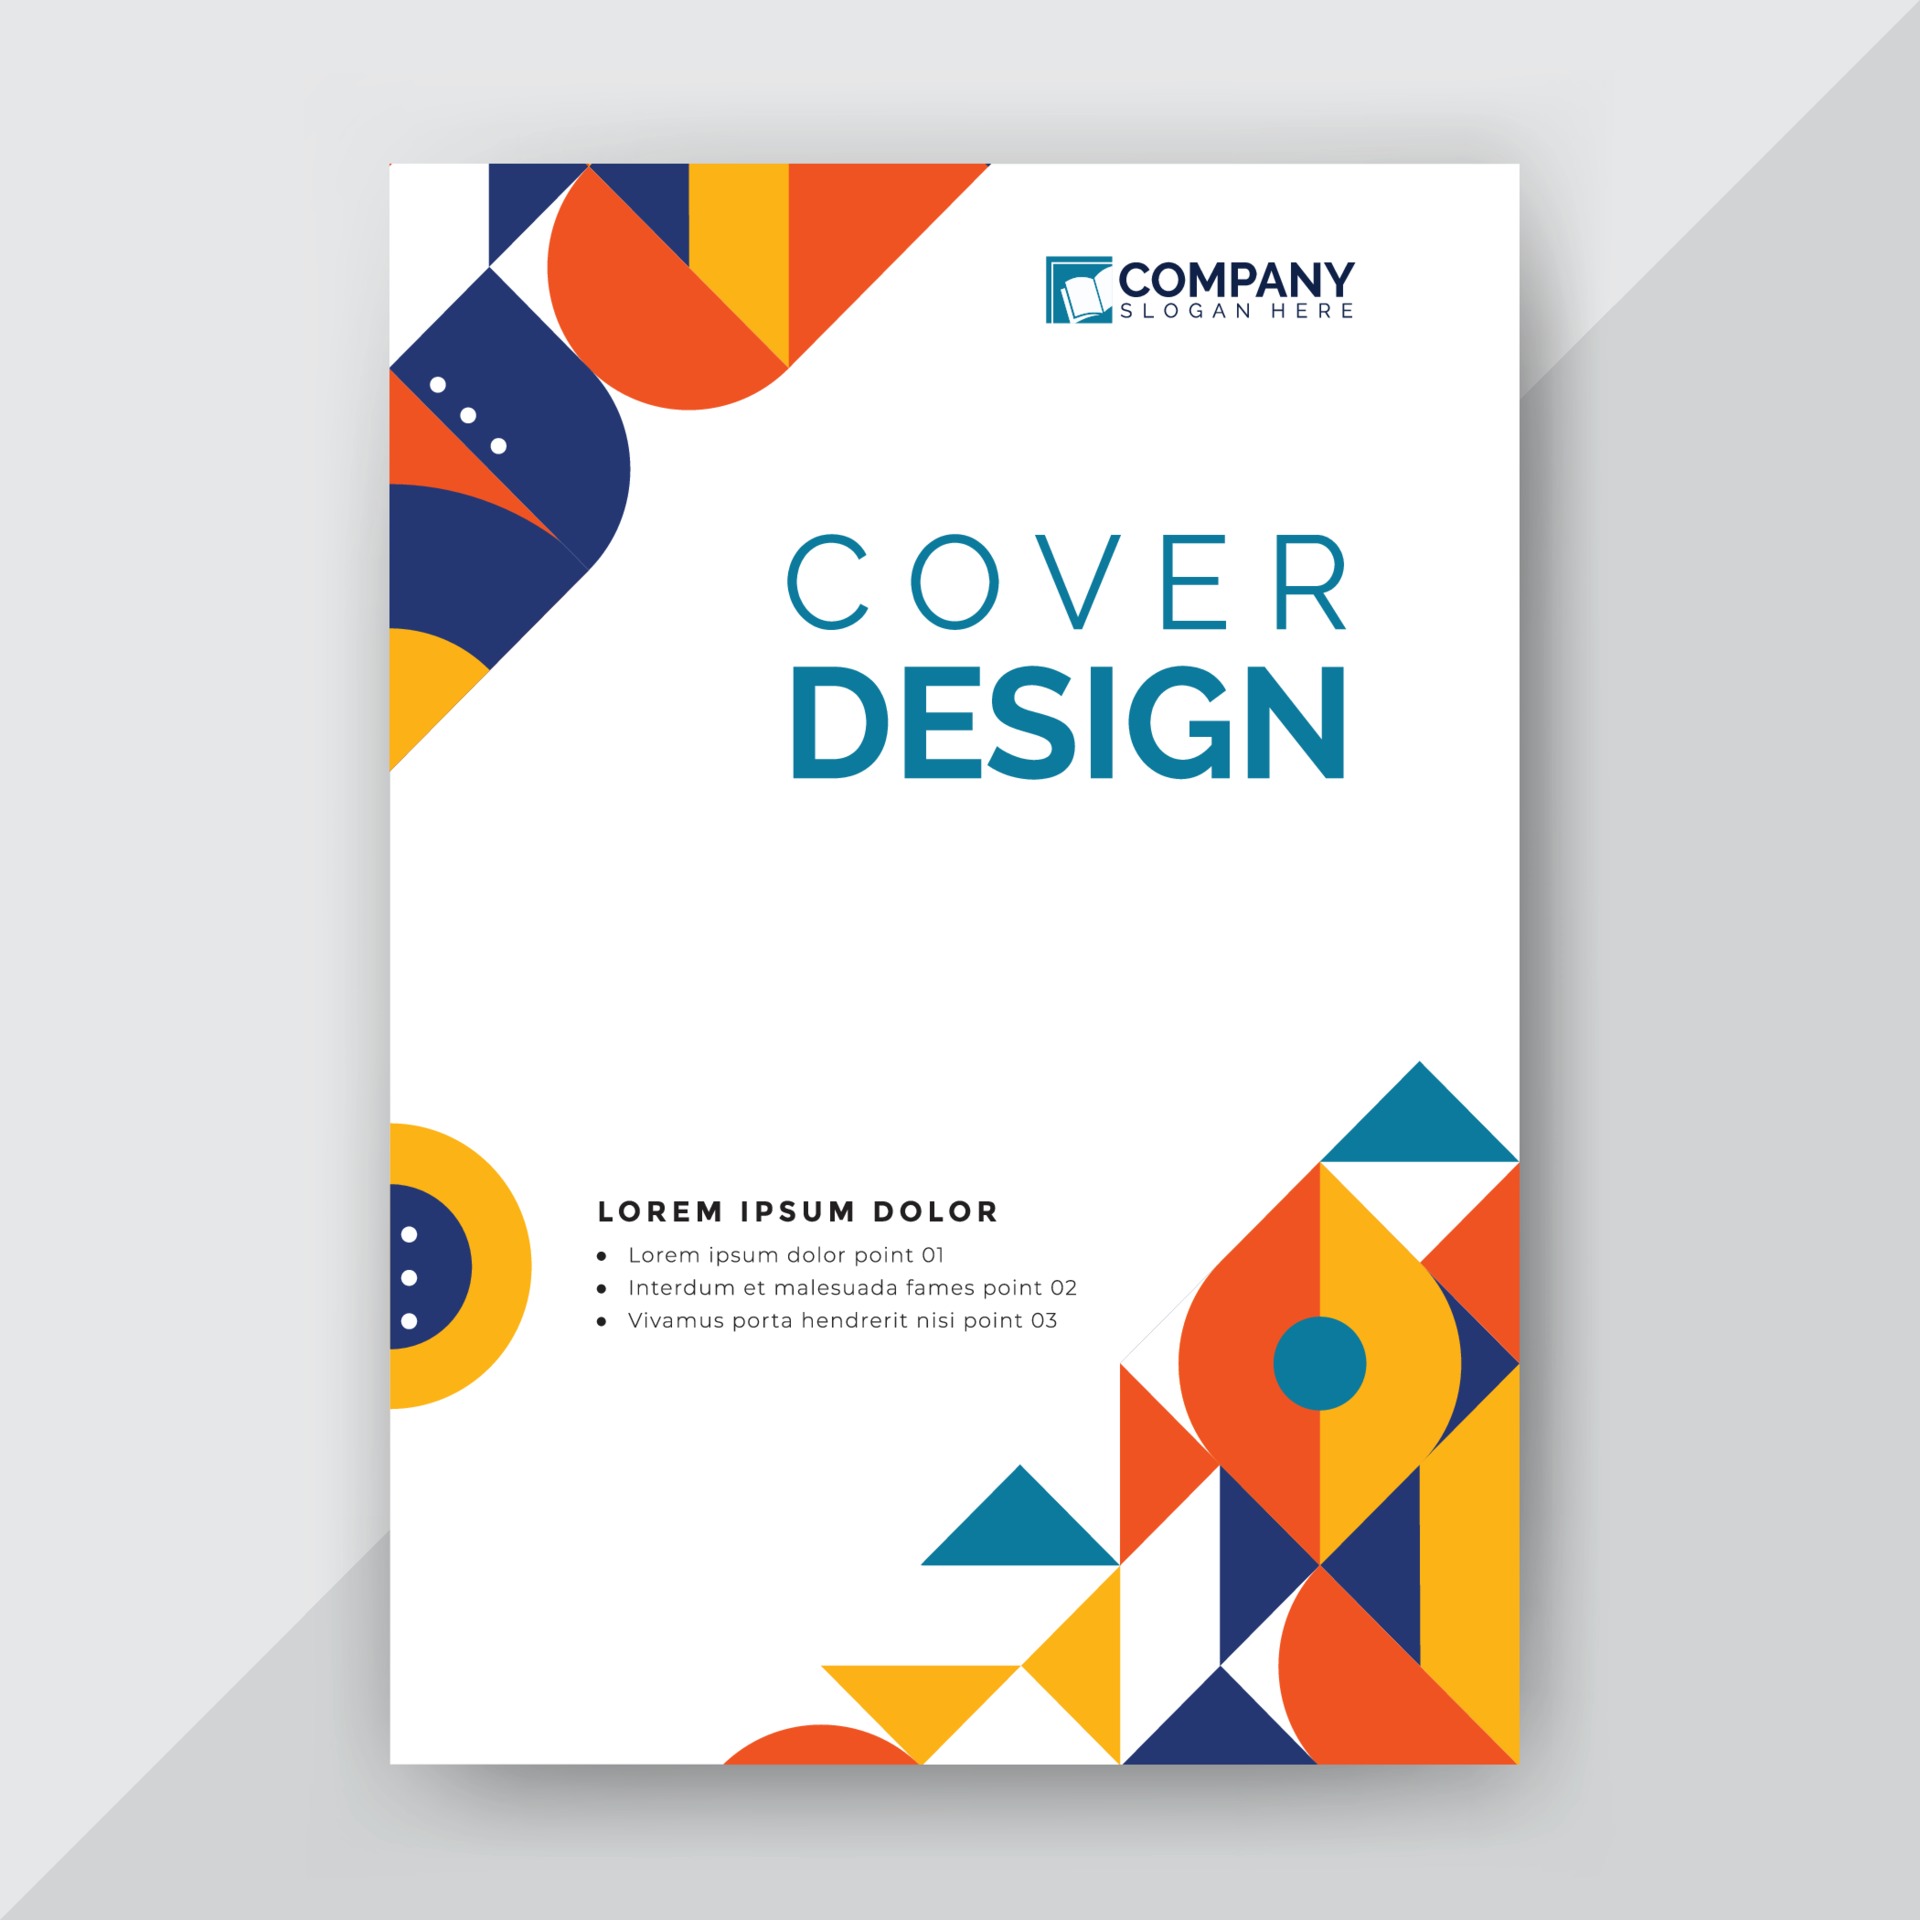 COMPANY
SLOGAN HERE
COVER
DESIGN
LOREM IPSUM DOLOR
• Lorem ipsum dolor point 01
• Interdum et malesuada fames point 02
• Vivamus porta hendrerit nisi point 03